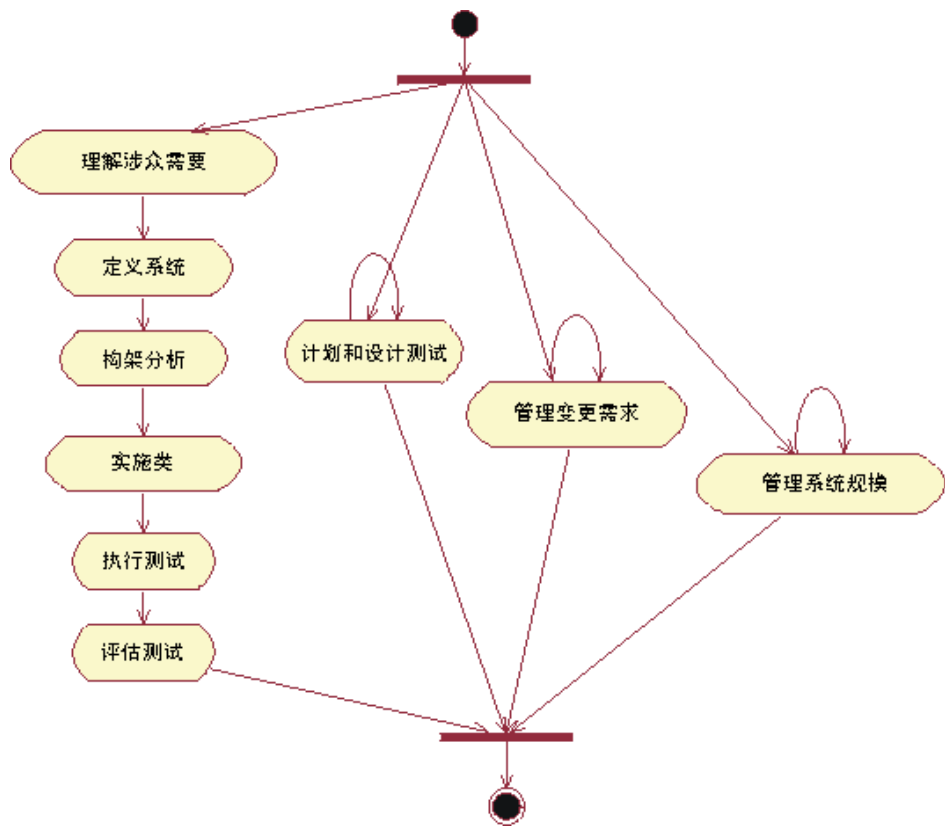 理解涉众需要
定义系统
构架分析
实施类
执行测试
评估测试
计划和设计测试
管理变更需求
管理系统规模